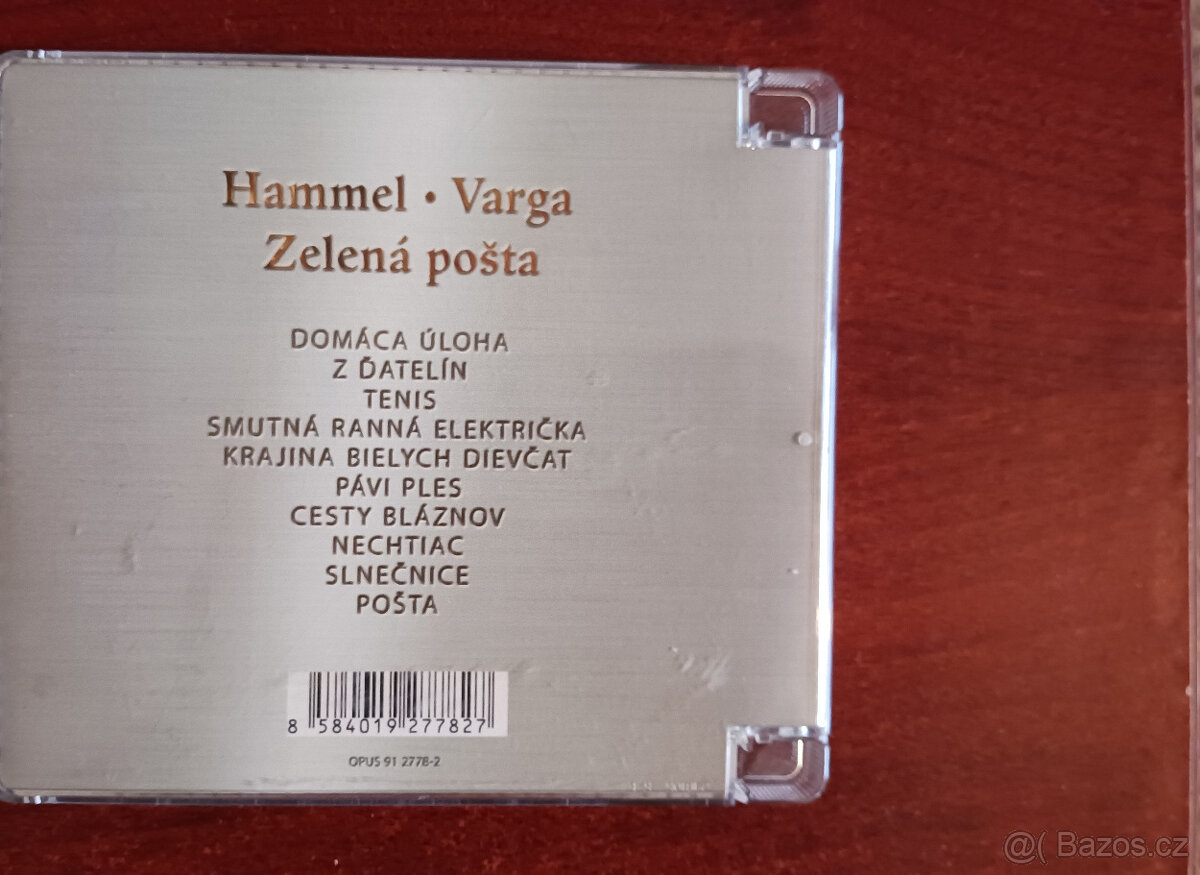 Hammel • Varga
Zelená pošta
DOMÁCA ÚLOHA
Z ĎATELÍN
TENIS
SMUTNÁ RANNÁ ELEKTRIČKA
KRAJINA BIELYCH DIEVČAT
PÁVI PLES
CESTY BLÁZNOV
NECHTIAC
SLNEČNICE
POŠTA
8 584019 277827
OPUS 91 2778-2
@( Bazos.cz